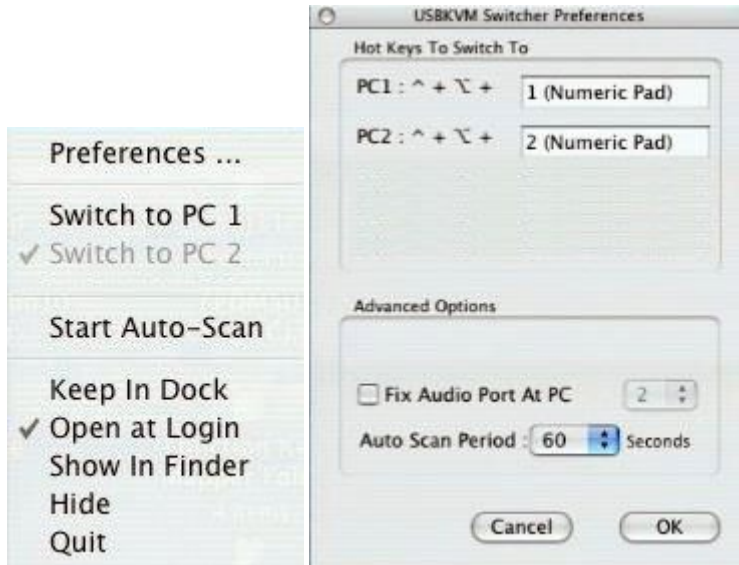 Preferences ...
Switch to PC 1
✓ Switch to PC 2
Start Auto-Scan
Keep In Dock
✓ Open at Login
Show In Finder
Hide
Quit
USBKVM Switcher Preferences
Hot Keys To Switch To
PC1 : ^ + ⌥ + 1 (Numeric Pad)
PC2 : ^ + ⌥ + 2 (Numeric Pad)
Advanced Options
Fix Audio Port At PC 2
Auto Scan Period : 60 Seconds
Cancel OK